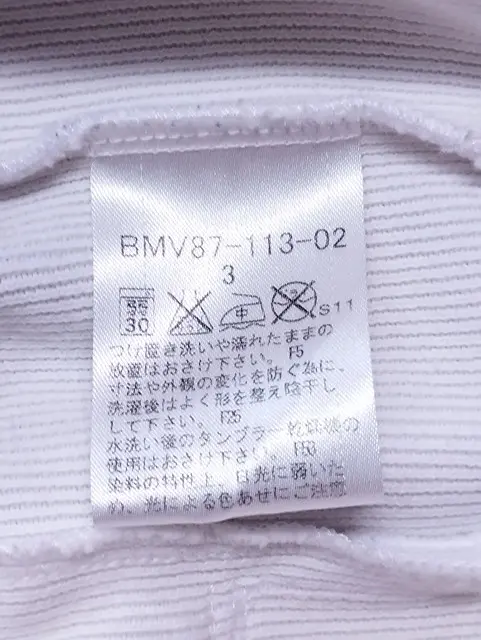 BMV87-113-02
3
弱
30
中
S11
つけ置き洗いや濡れたままの
放置はおさけ下さい。 F5
寸法や外観の変化を防ぐ為に、
洗濯後はよく形を整え陰干し
して下さい。 F25
水洗い後のタンブラー乾燥機の
使用はおさけ下さい。 F53
染料の特性上、日光に弱いた
め、光による色あせにご注意